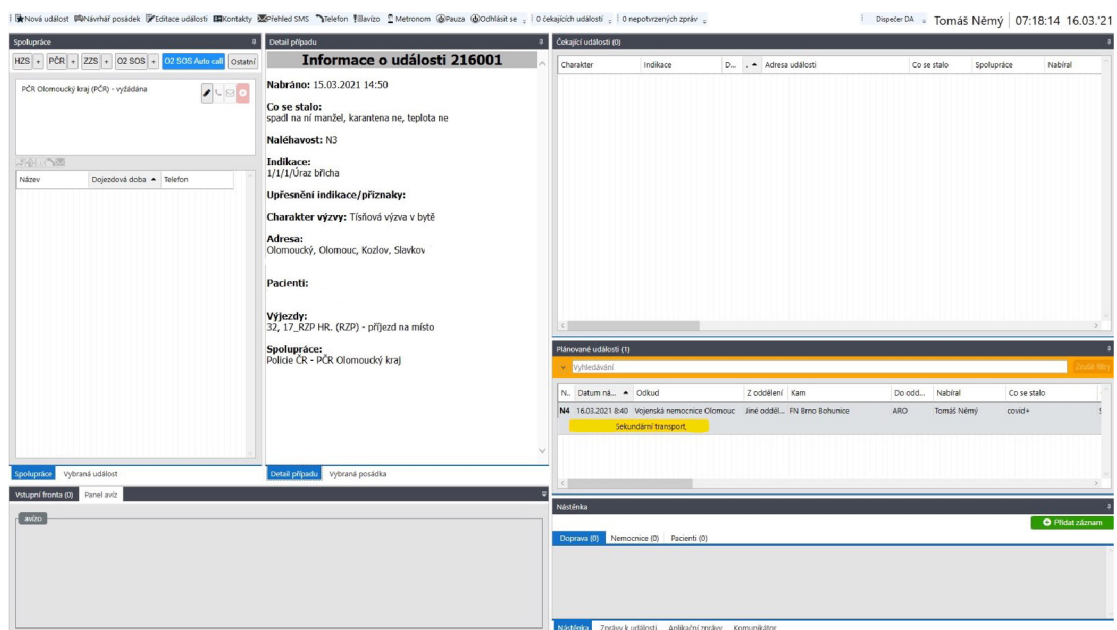 Nová událost Návrhář posádek Editace události Kontakty Přehled SMS Telefon Avízo Metronom Pauza Odhlásit se 0 čekajících událostí 0 nepotvrzených zpráv Dispečer DA Tomáš Němý 07:18:14 16.03.'21
Spolupráce
HZS + PČR + ZZS + O2 SOS + O2 SOS Auto call Ostatní
PČR Olomoucký kraj (PČR) - vyžádána
Název Dojezdová doba Telefon
Spolupráce Vybraná událost
Detail případu
Informace o události 216001
Nabráno: 15.03.2021 14:50
Co se stalo:
spadl na ní manžel, karantena ne, teplota ne
Naléhavost: N3
Indikace:
1/1/1/Úraz břicha
Upřesnění indikace/příznaky:
Charakter výzvy: Tísňová výzva v bytě
Adresa:
Olomoucký, Olomouc, Kozlov, Slavkov
Pacienti:
Výjezdy:
32, 17_RZP HR. (RZP) - příjezd na místo
Spolupráce:
Policie ČR - PČR Olomoucký kraj
Detail případu Vybraná posádka
Čekající události (0)
Charakter Indikace D... . Adresa události Co se stalo Spolupráce Nabíral
Plánované události (1)
Vyhledávání Zrušit filtry
N.. Datum ná... Odkud Z oddělení Kam Do odd... Nabíral Co se stalo
N4 16.03.2021 8:40 Vojenská nemocnice Olomouc Jiné odděl... FN Brno Bohunice ARO Tomáš Němý covid+ S
Sekundární transport,
Vstupní fronta (0) Panel avíz
avízo
Nástěnka
Přidat záznam
Doprava (0) Nemocnice (0) Pacienti (0)
Nástěnka Zprávy k události Aplikační zprávy Komunikátor